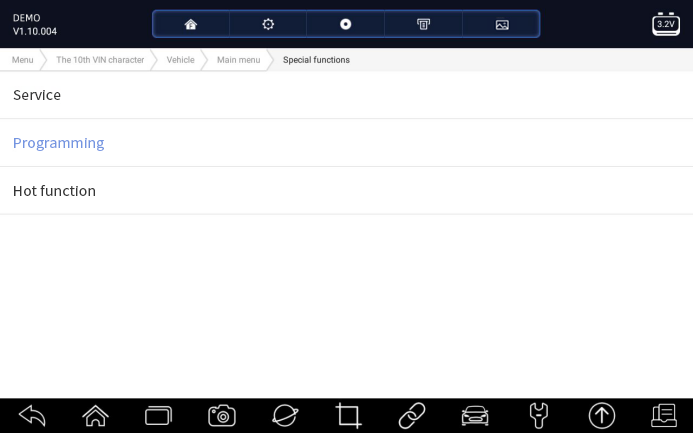 DEMO
V1.10.004
3.2V
Menu
The 10th VIN character
Vehicle
Main menu
Special functions
Service
Programming
Hot function